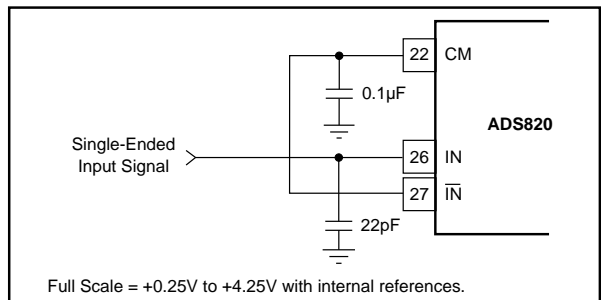 22 CM
0.1µF
ADS820
Single-Ended
Input Signal
26 IN
27 I̅N̅
22pF
Full Scale = +0.25V to +4.25V with internal references.